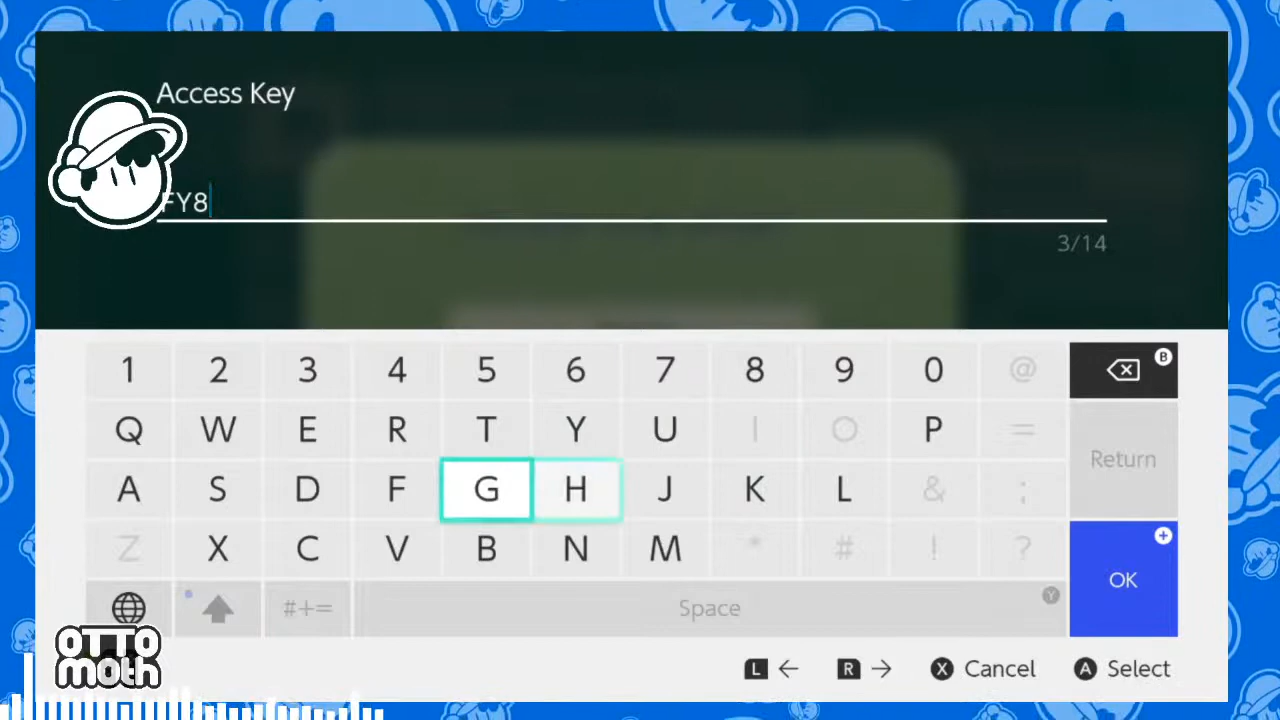 Access Key
FY8
3/14
1 2 3 4 5 6 7 8 9 0 @ B
Q W E R T Y U I O P = Return
A S D F G H J K L & ;
Z X C V B N M * # ! ? + OK
#+= Space Y
L ← R → X Cancel A Select
OTTO
moth